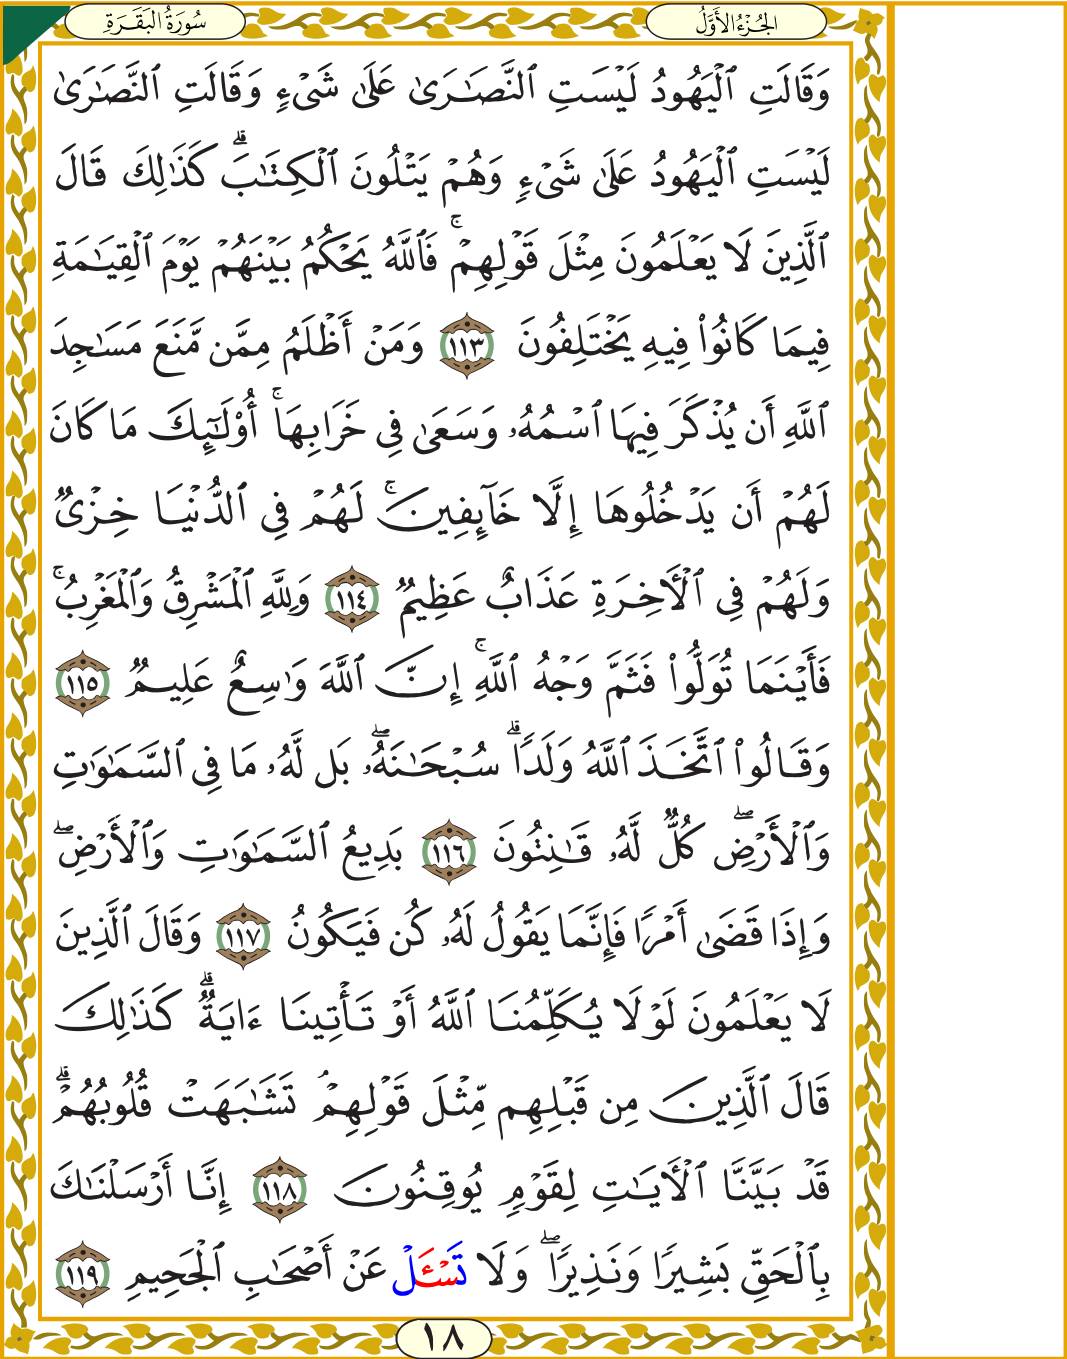 الجُزْءُ الأَوَّلُ
سُورَةُ البَقَرَةِ
وَقَالَتِ ٱلْيَهُودُ لَيْسَتِ ٱلنَّصَـٰرَىٰ عَلَىٰ شَىْءٍ وَقَالَتِ ٱلنَّصَـٰرَىٰ
لَيْسَتِ ٱلْيَهُودُ عَلَىٰ شَىْءٍ وَهُمْ يَتْلُونَ ٱلْكِتَـٰبَۗ كَذَٰلِكَ قَالَ
ٱلَّذِينَ لَا يَعْلَمُونَ مِثْلَ قَوْلِهِمْۚ فَٱللَّهُ يَحْكُمُ بَيْنَهُمْ يَوْمَ ٱلْقِيَـٰمَةِ
فِيمَا كَانُوا۟ فِيهِ يَخْتَلِفُونَ ١١٣ وَمَنْ أَظْلَمُ مِمَّن مَّنَعَ مَسَـٰجِدَ
ٱللَّهِ أَن يُذْكَرَ فِيهَا ٱسْمُهُۥ وَسَعَىٰ فِى خَرَابِهَاۚ أُو۟لَـٰٓئِكَ مَا كَانَ
لَهُمْ أَن يَدْخُلُوهَا إِلَّا خَآئِفِينَۚ لَهُمْ فِى ٱلدُّنْيَا خِزْىٌ
وَلَهُمْ فِى ٱلْـَٔاخِرَةِ عَذَابٌ عَظِيمٌ ١١٤ وَلِلَّهِ ٱلْمَشْرِقُ وَٱلْمَغْرِبُۚ
فَأَيْنَمَا تُوَلُّوا۟ فَثَمَّ وَجْهُ ٱللَّهِۚ إِنَّ ٱللَّهَ وَٰسِعٌ عَلِيمٌ ١١٥
وَقَالُوا۟ ٱتَّخَذَ ٱللَّهُ وَلَدًاۗ سُبْحَـٰنَهُۥۖ بَل لَّهُۥ مَا فِى ٱلسَّمَـٰوَٰتِ
وَٱلْأَرْضِۖ كُلٌّ لَّهُۥ قَـٰنِتُونَ ١١٦ بَدِيعُ ٱلسَّمَـٰوَٰتِ وَٱلْأَرْضِۖ
وَإِذَا قَضَىٰٓ أَمْرًا فَإِنَّمَا يَقُولُ لَهُۥ كُن فَيَكُونُ ١١٧ وَقَالَ ٱلَّذِينَ
لَا يَعْلَمُونَ لَوْلَا يُكَلِّمُنَا ٱللَّهُ أَوْ تَأْتِينَآ ءَايَةٌۗ كَذَٰلِكَ
قَالَ ٱلَّذِينَ مِن قَبْلِهِم مِّثْلَ قَوْلِهِمْۘ تَشَـٰبَهَتْ قُلُوبُهُمْۗ
قَدْ بَيَّنَّا ٱلْـَٔايَـٰتِ لِقَوْمٍ يُوقِنُونَ ١١٨ إِنَّآ أَرْسَلْنَـٰكَ
بِٱلْحَقِّ بَشِيرًا وَنَذِيرًاۖ وَلَا تَسْـَٔلْ عَنْ أَصْحَـٰبِ ٱلْجَحِيمِ ١١٩
١٨